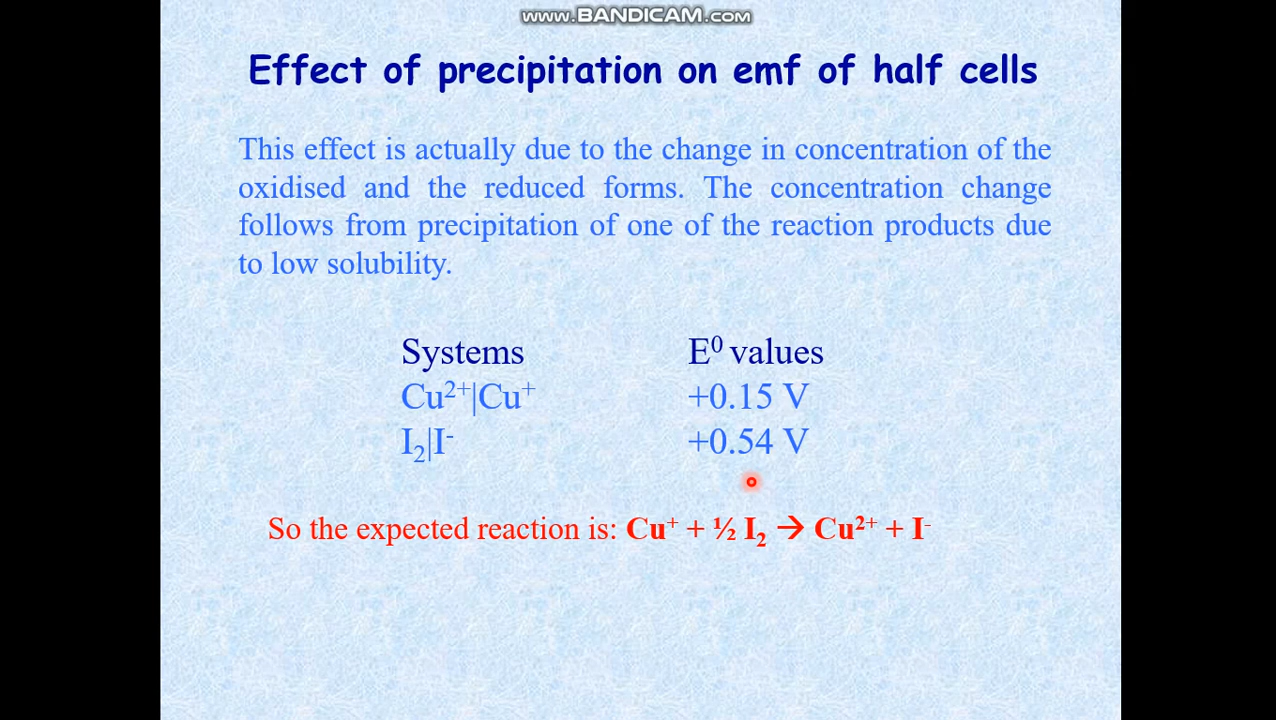 www.BANDICAM.com
Effect of precipitation on emf of half cells
This effect is actually due to the change in concentration of the
oxidised and the reduced forms. The concentration change
follows from precipitation of one of the reaction products due
to low solubility.
Systems E⁰ values
Cu²⁺|Cu⁺ +0.15 V
I₂|I⁻ +0.54 V
So the expected reaction is: Cu⁺ + ½ I₂ → Cu²⁺ + I⁻